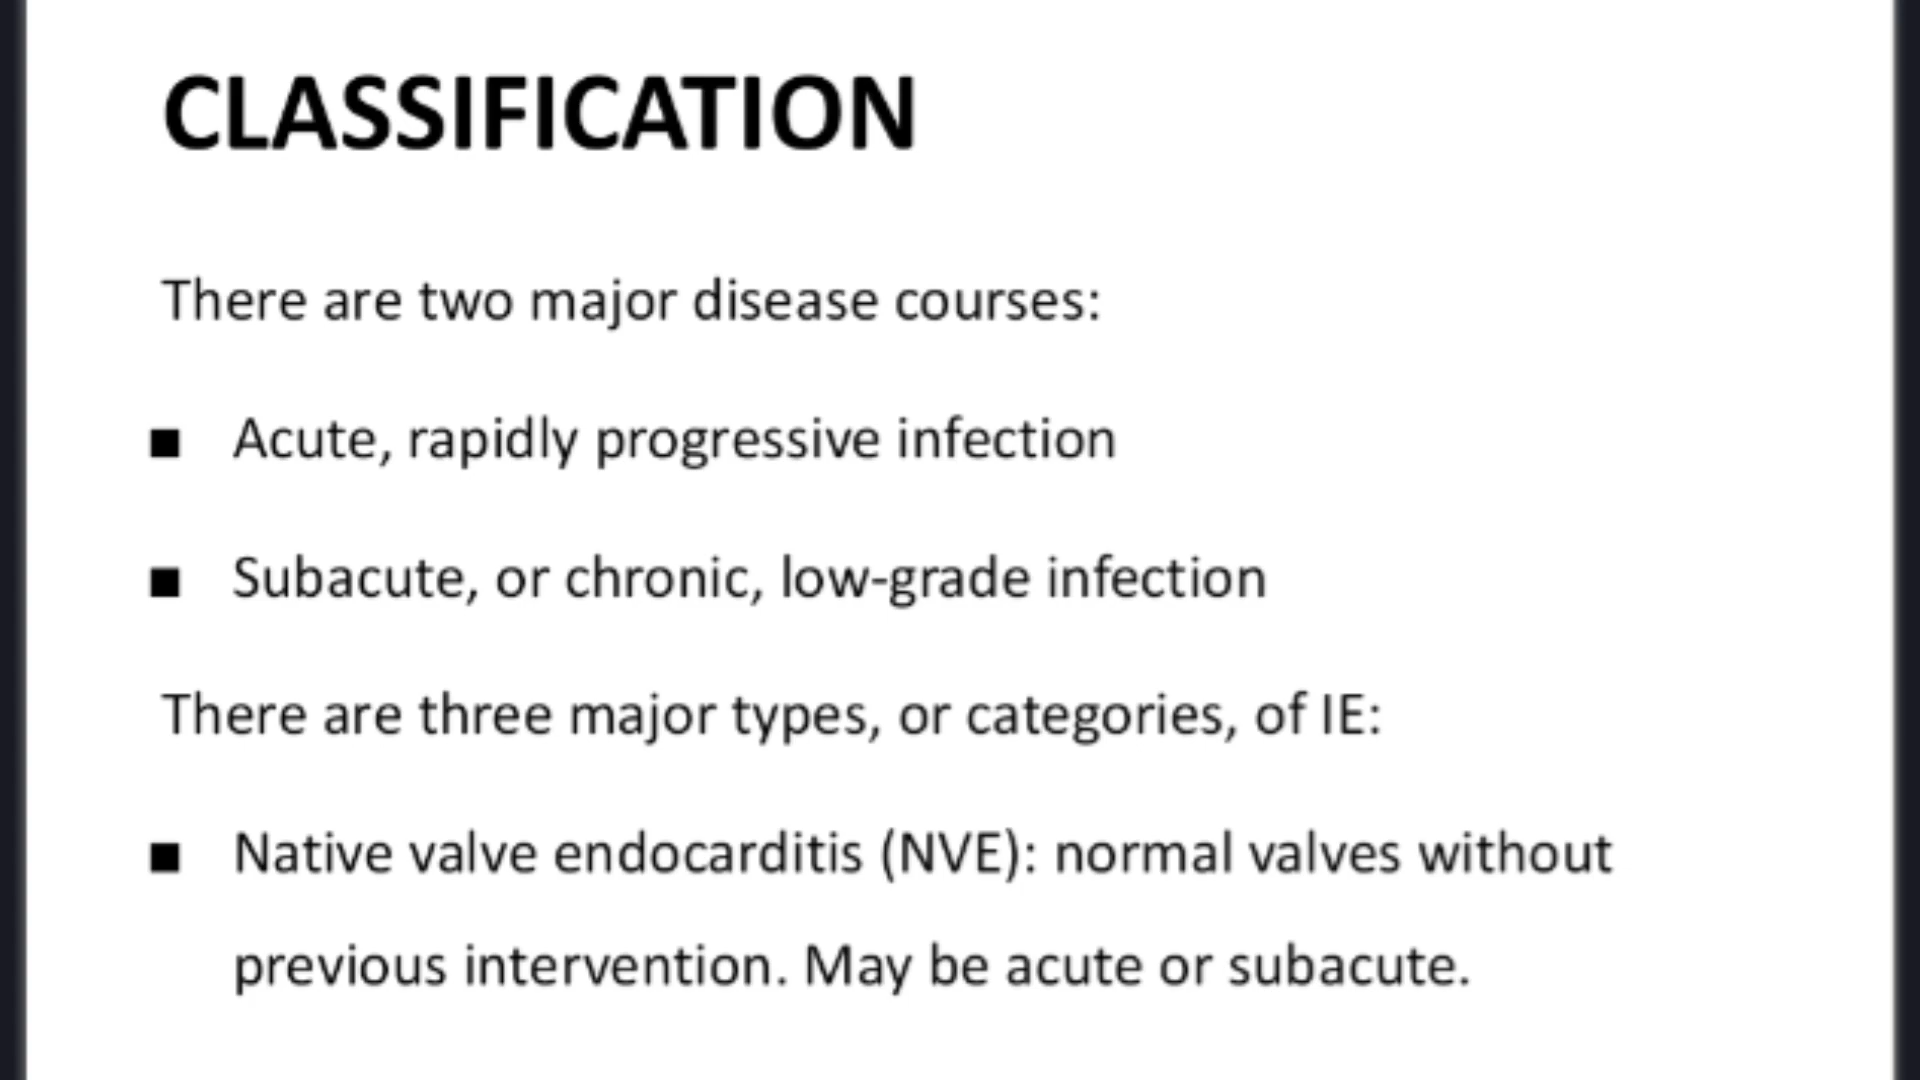 CLASSIFICATION
There are two major disease courses:
■ Acute, rapidly progressive infection
■ Subacute, or chronic, low-grade infection
There are three major types, or categories, of IE:
■ Native valve endocarditis (NVE): normal valves without
previous intervention. May be acute or subacute.